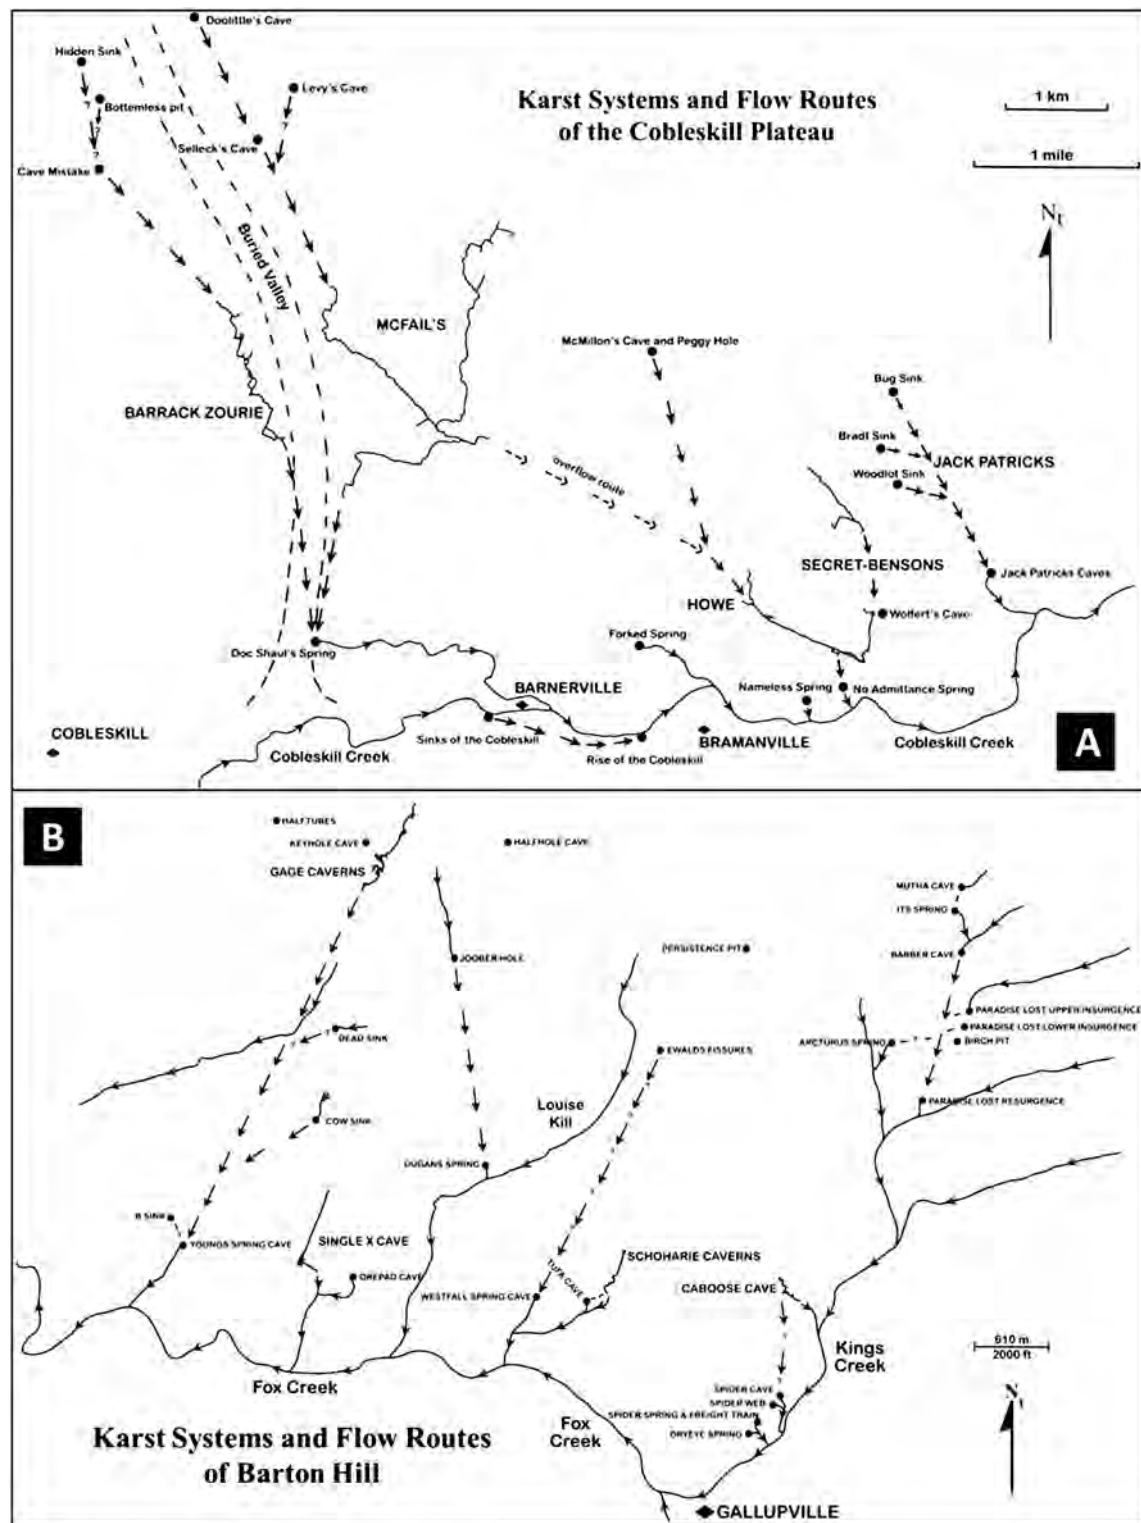 Doolittle's Cave
Hidden Sink
Bottemless pit
Levy's Cave
Karst Systems and Flow Routes
of the Cobleskill Plateau
1 km
1 mile
Selleck's Cave
Cave Mistake
Buried Valley
MCFAIL'S
McMillon's Cave and Peggy Hole
Bug Sink
BARRACK ZOURIE
Bradl Sink
JACK PATRICKS
Woodlot Sink
overflow route
SECRET-BENSONS
Jack Patricks Caves
HOWE
Wolfert's Cave
Forked Spring
Doc Shaul's Spring
BARNERVILLE
Nameless Spring
No Admittance Spring
COBLESKILL
Sinks of the Cobleskill
BRAMANVILLE
Cobleskill Creek
Cobleskill Creek
Rise of the Cobleskill
A
B
HALFTUBES
KEYHOLE CAVE
HALFHOLE CAVE
GAGE CAVERNS
MUTHA CAVE
ITS SPRING
JOOBER HOLE
PERSISTENCE PIT
BARBER CAVE
PARADISE LOST UPPER INSURGENCE
PARADISE LOST LOWER INSURGENCE
DEAD SINK
ARCTURUS SPRING
BIRCH PIT
EWALDS FISSURES
Louise
Kill
PARADISE LOST RESURGENCE
COW SINK
DUGANS SPRING
B SINK
YOUNGS SPRING CAVE
SINGLE X CAVE
SCHOHARIE CAVERNS
OREPAD CAVE
TUFA CAVE
WESTFALL SPRING CAVE
CABOOSE CAVE
Kings
Creek
610 m
2000 ft
Fox Creek
SPIDER CAVE
SPIDER WEB
SPIDER SPRING & FREIGHT TRAIN
Fox
Creek
DRYEYE SPRING
Karst Systems and Flow Routes
of Barton Hill
GALLUPVILLE